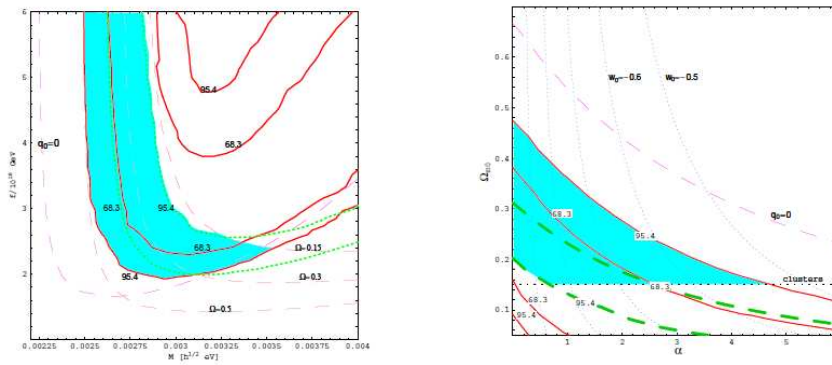 6
5
4
3
2
f/10^18 GeV
q0=0
95.4
68.3
68.3
95.4
68.3
95.4
Ω=0.15
Ω=0.3
Ω=0.5
0.00225 0.0025 0.00275 0.003 0.00325 0.0035 0.00375 0.004
M [h^1/2 eV]
0.6
0.5
0.4
0.3
0.2
0.1
Ωm0
w0=-0.6 w0=-0.5
q0=0
68.3
95.4
clusters
68.3
68.3
95.4
95.4
1 2 3 4 5
α